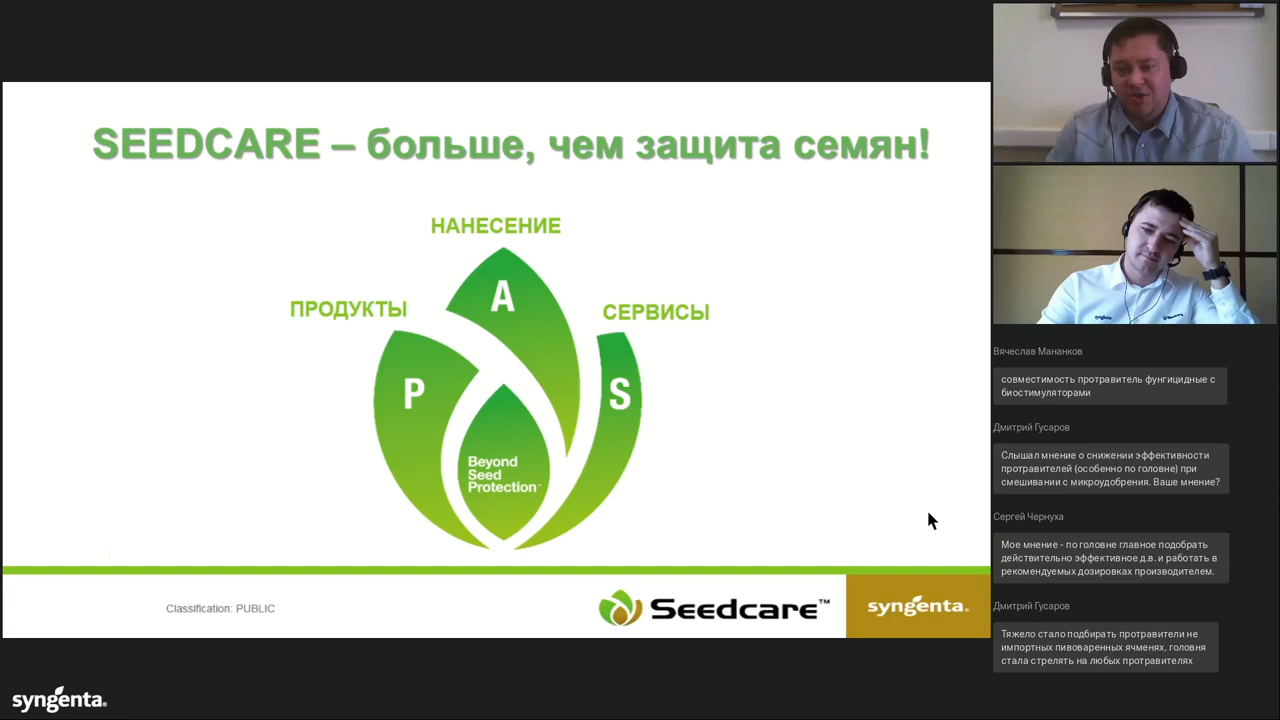 SEEDCARE – больше, чем защита семян!
НАНЕСЕНИЕ
ПРОДУКТЫ
СЕРВИСЫ
A
P
S
Beyond
Seed
Protection™
Classification: PUBLIC
Seedcare™
syngenta®
syngenta®
Вячеслав Мананков
совместимость протравитель фунгицидные с
биостимуляторами
Дмитрий Гусаров
Слышал мнение о снижении эффективности
протравителей (особенно по головне) при
смешивании с микроудобрения. Ваше мнение?
Сергей Чернуха
Мое мнение - по головне главное подобрать
действительно эффективное д.в. и работать в
рекомендуемых дозировках производителем.
Дмитрий Гусаров
Тяжело стало подбирать протравители не
импортных пивоваренных ячменях, головня
стала стрелять на любых протравителях